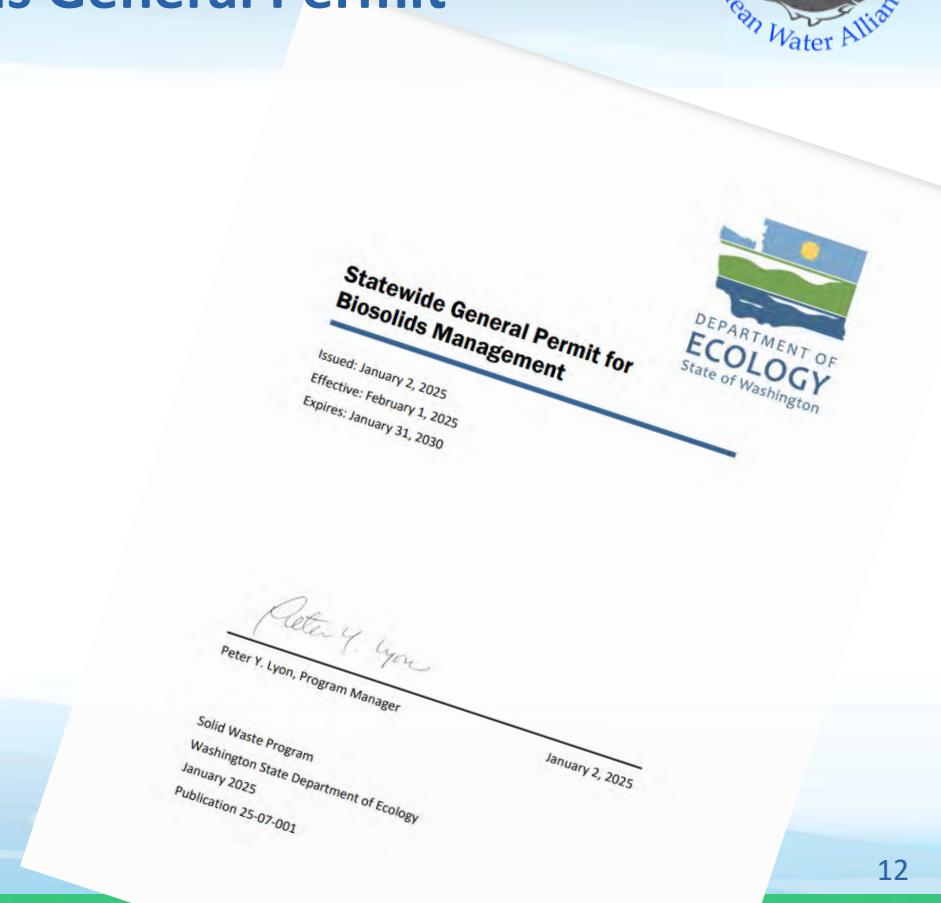 s General Permit
ean Water Allian
DEPARTMENT OF
ECOLOGY
State of Washington
Statewide General Permit for
Biosolids Management
Issued: January 2, 2025
Effective: February 1, 2025
Expires: January 31, 2030
Peter Y. Lyon
Peter Y. Lyon, Program Manager
January 2, 2025
Solid Waste Program
Washington State Department of Ecology
January 2025
Publication 25-07-001
12